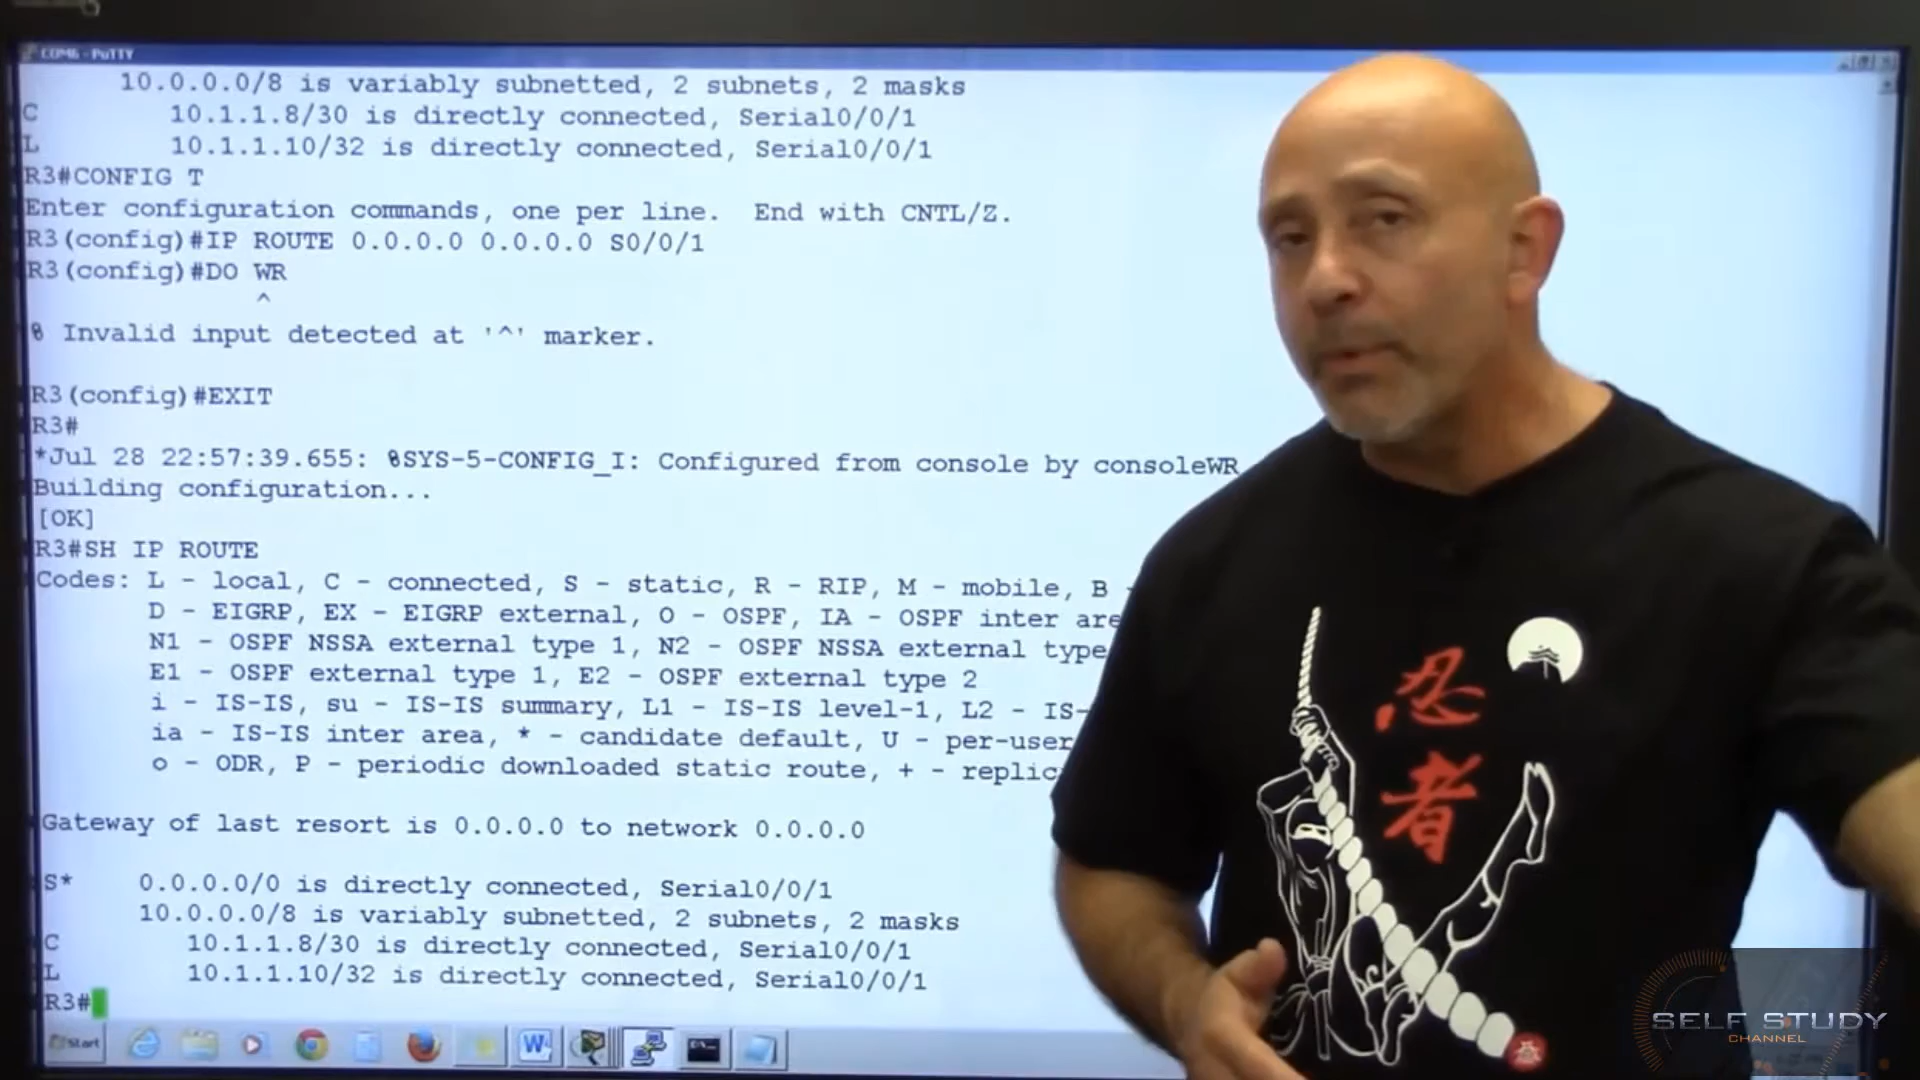 COM6 - PuTTY
10.0.0.0/8 is variably subnetted, 2 subnets, 2 masks
C 10.1.1.8/30 is directly connected, Serial0/0/1
L 10.1.1.10/32 is directly connected, Serial0/0/1
R3#CONFIG T
Enter configuration commands, one per line. End with CNTL/Z.
R3(config)#IP ROUTE 0.0.0.0 0.0.0.0 S0/0/1
R3(config)#DO WR
^
% Invalid input detected at '^' marker.
R3(config)#EXIT
R3#
*Jul 28 22:57:39.655: %SYS-5-CONFIG_I: Configured from console by consoleWR
Building configuration...
[OK]
R3#SH IP ROUTE
Codes: L - local, C - connected, S - static, R - RIP, M - mobile, B -
D - EIGRP, EX - EIGRP external, O - OSPF, IA - OSPF inter are
N1 - OSPF NSSA external type 1, N2 - OSPF NSSA external type
E1 - OSPF external type 1, E2 - OSPF external type 2
i - IS-IS, su - IS-IS summary, L1 - IS-IS level-1, L2 - IS-
ia - IS-IS inter area, * - candidate default, U - per-user
o - ODR, P - periodic downloaded static route, + - replic
Gateway of last resort is 0.0.0.0 to network 0.0.0.0
S* 0.0.0.0/0 is directly connected, Serial0/0/1
10.0.0.0/8 is variably subnetted, 2 subnets, 2 masks
C 10.1.1.8/30 is directly connected, Serial0/0/1
L 10.1.1.10/32 is directly connected, Serial0/0/1
R3#
Start
忍者
SELF STUDY
CHANNEL